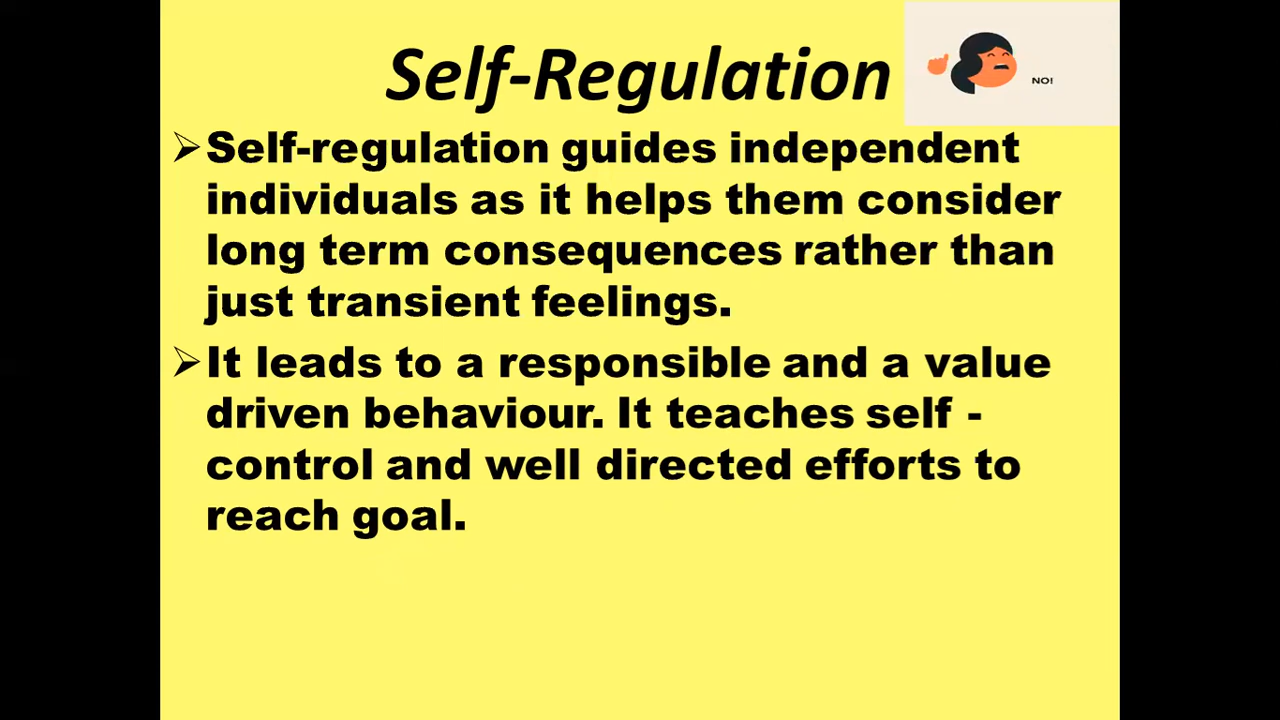 Self-Regulation
NO!
➢Self-regulation guides independent
individuals as it helps them consider
long term consequences rather than
just transient feelings.
➢It leads to a responsible and a value
driven behaviour. It teaches self -
control and well directed efforts to
reach goal.